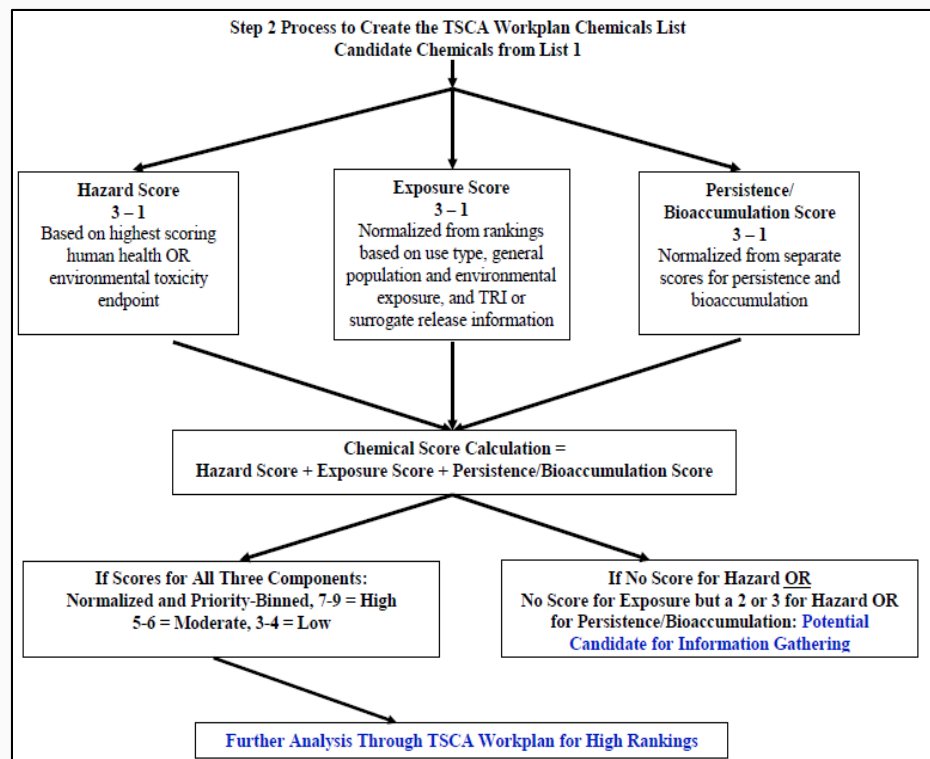 Step 2 Process to Create the TSCA Workplan Chemicals List
Candidate Chemicals from List 1
Hazard Score
3 – 1
Based on highest scoring
human health OR
environmental toxicity
endpoint
Exposure Score
3 – 1
Normalized from rankings
based on use type, general
population and environmental
exposure, and TRI or
surrogate release information
Persistence/
Bioaccumulation Score
3 – 1
Normalized from separate
scores for persistence and
bioaccumulation
Chemical Score Calculation =
Hazard Score + Exposure Score + Persistence/Bioaccumulation Score
If Scores for All Three Components:
Normalized and Priority-Binned, 7-9 = High
5-6 = Moderate, 3-4 = Low
If No Score for Hazard OR
No Score for Exposure but a 2 or 3 for Hazard OR
for Persistence/Bioaccumulation: Potential
Candidate for Information Gathering
Further Analysis Through TSCA Workplan for High Rankings